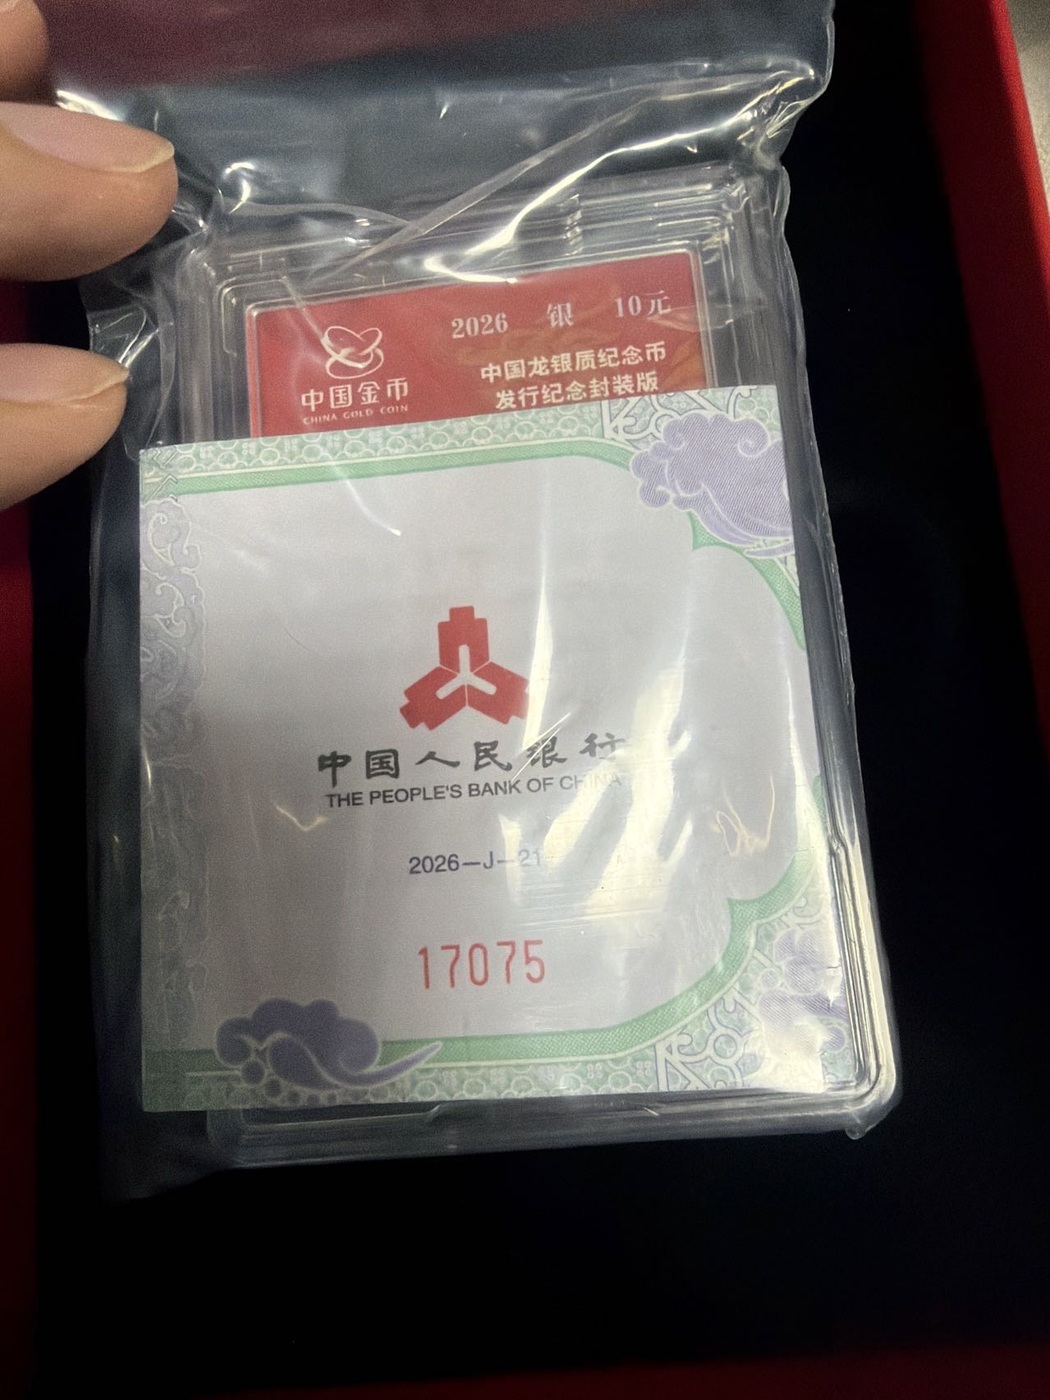 2026 银 10元
中国金币
CHINA GOLD COIN
中国龙银质纪念币
发行纪念封装版
中国人民银行
THE PEOPLE'S BANK OF CHINA
2026—J—21
17075